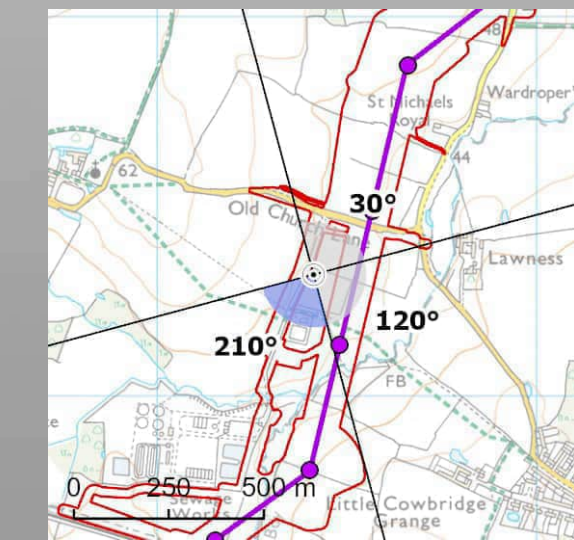 48
St Michaels
Royal
Wardroper'
44
62
30°
Old Church Lane
Lawness
120°
210°
FB
0 250 500 m
Sewage
Works
Little Cowbridge
Grange